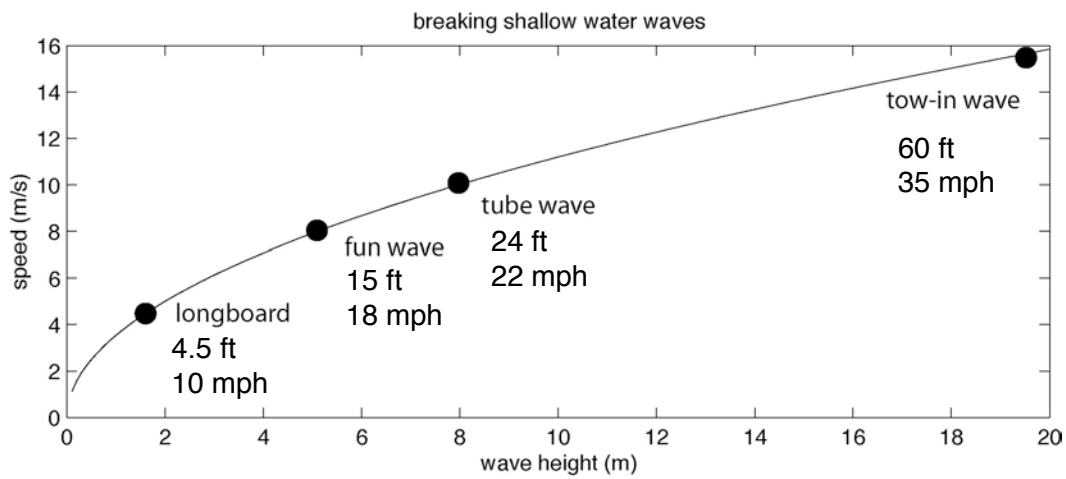 breaking shallow water waves
16
14
12
10
8
6
4
2
0
speed (m/s)
tow-in wave
60 ft
35 mph
tube wave
24 ft
22 mph
fun wave
15 ft
18 mph
longboard
4.5 ft
10 mph
0 2 4 6 8 10 12 14 16 18 20
wave height (m)